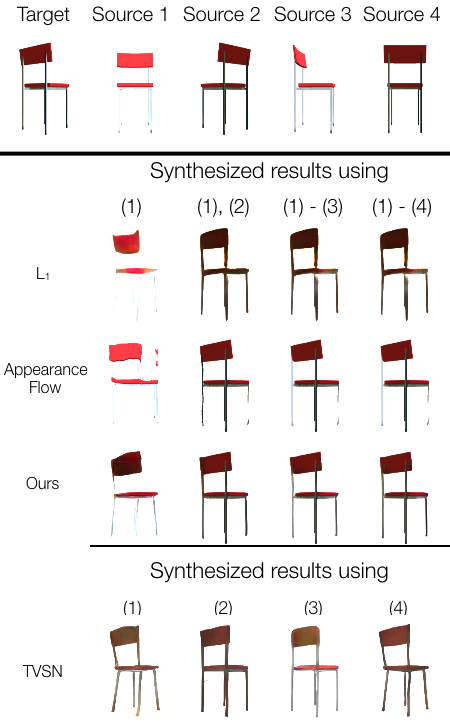 Target Source 1 Source 2 Source 3 Source 4
Synthesized results using
(1) (1), (2) (1) - (3) (1) - (4)
L₁
Appearance
Flow
Ours
Synthesized results using
(1) (2) (3) (4)
TVSN